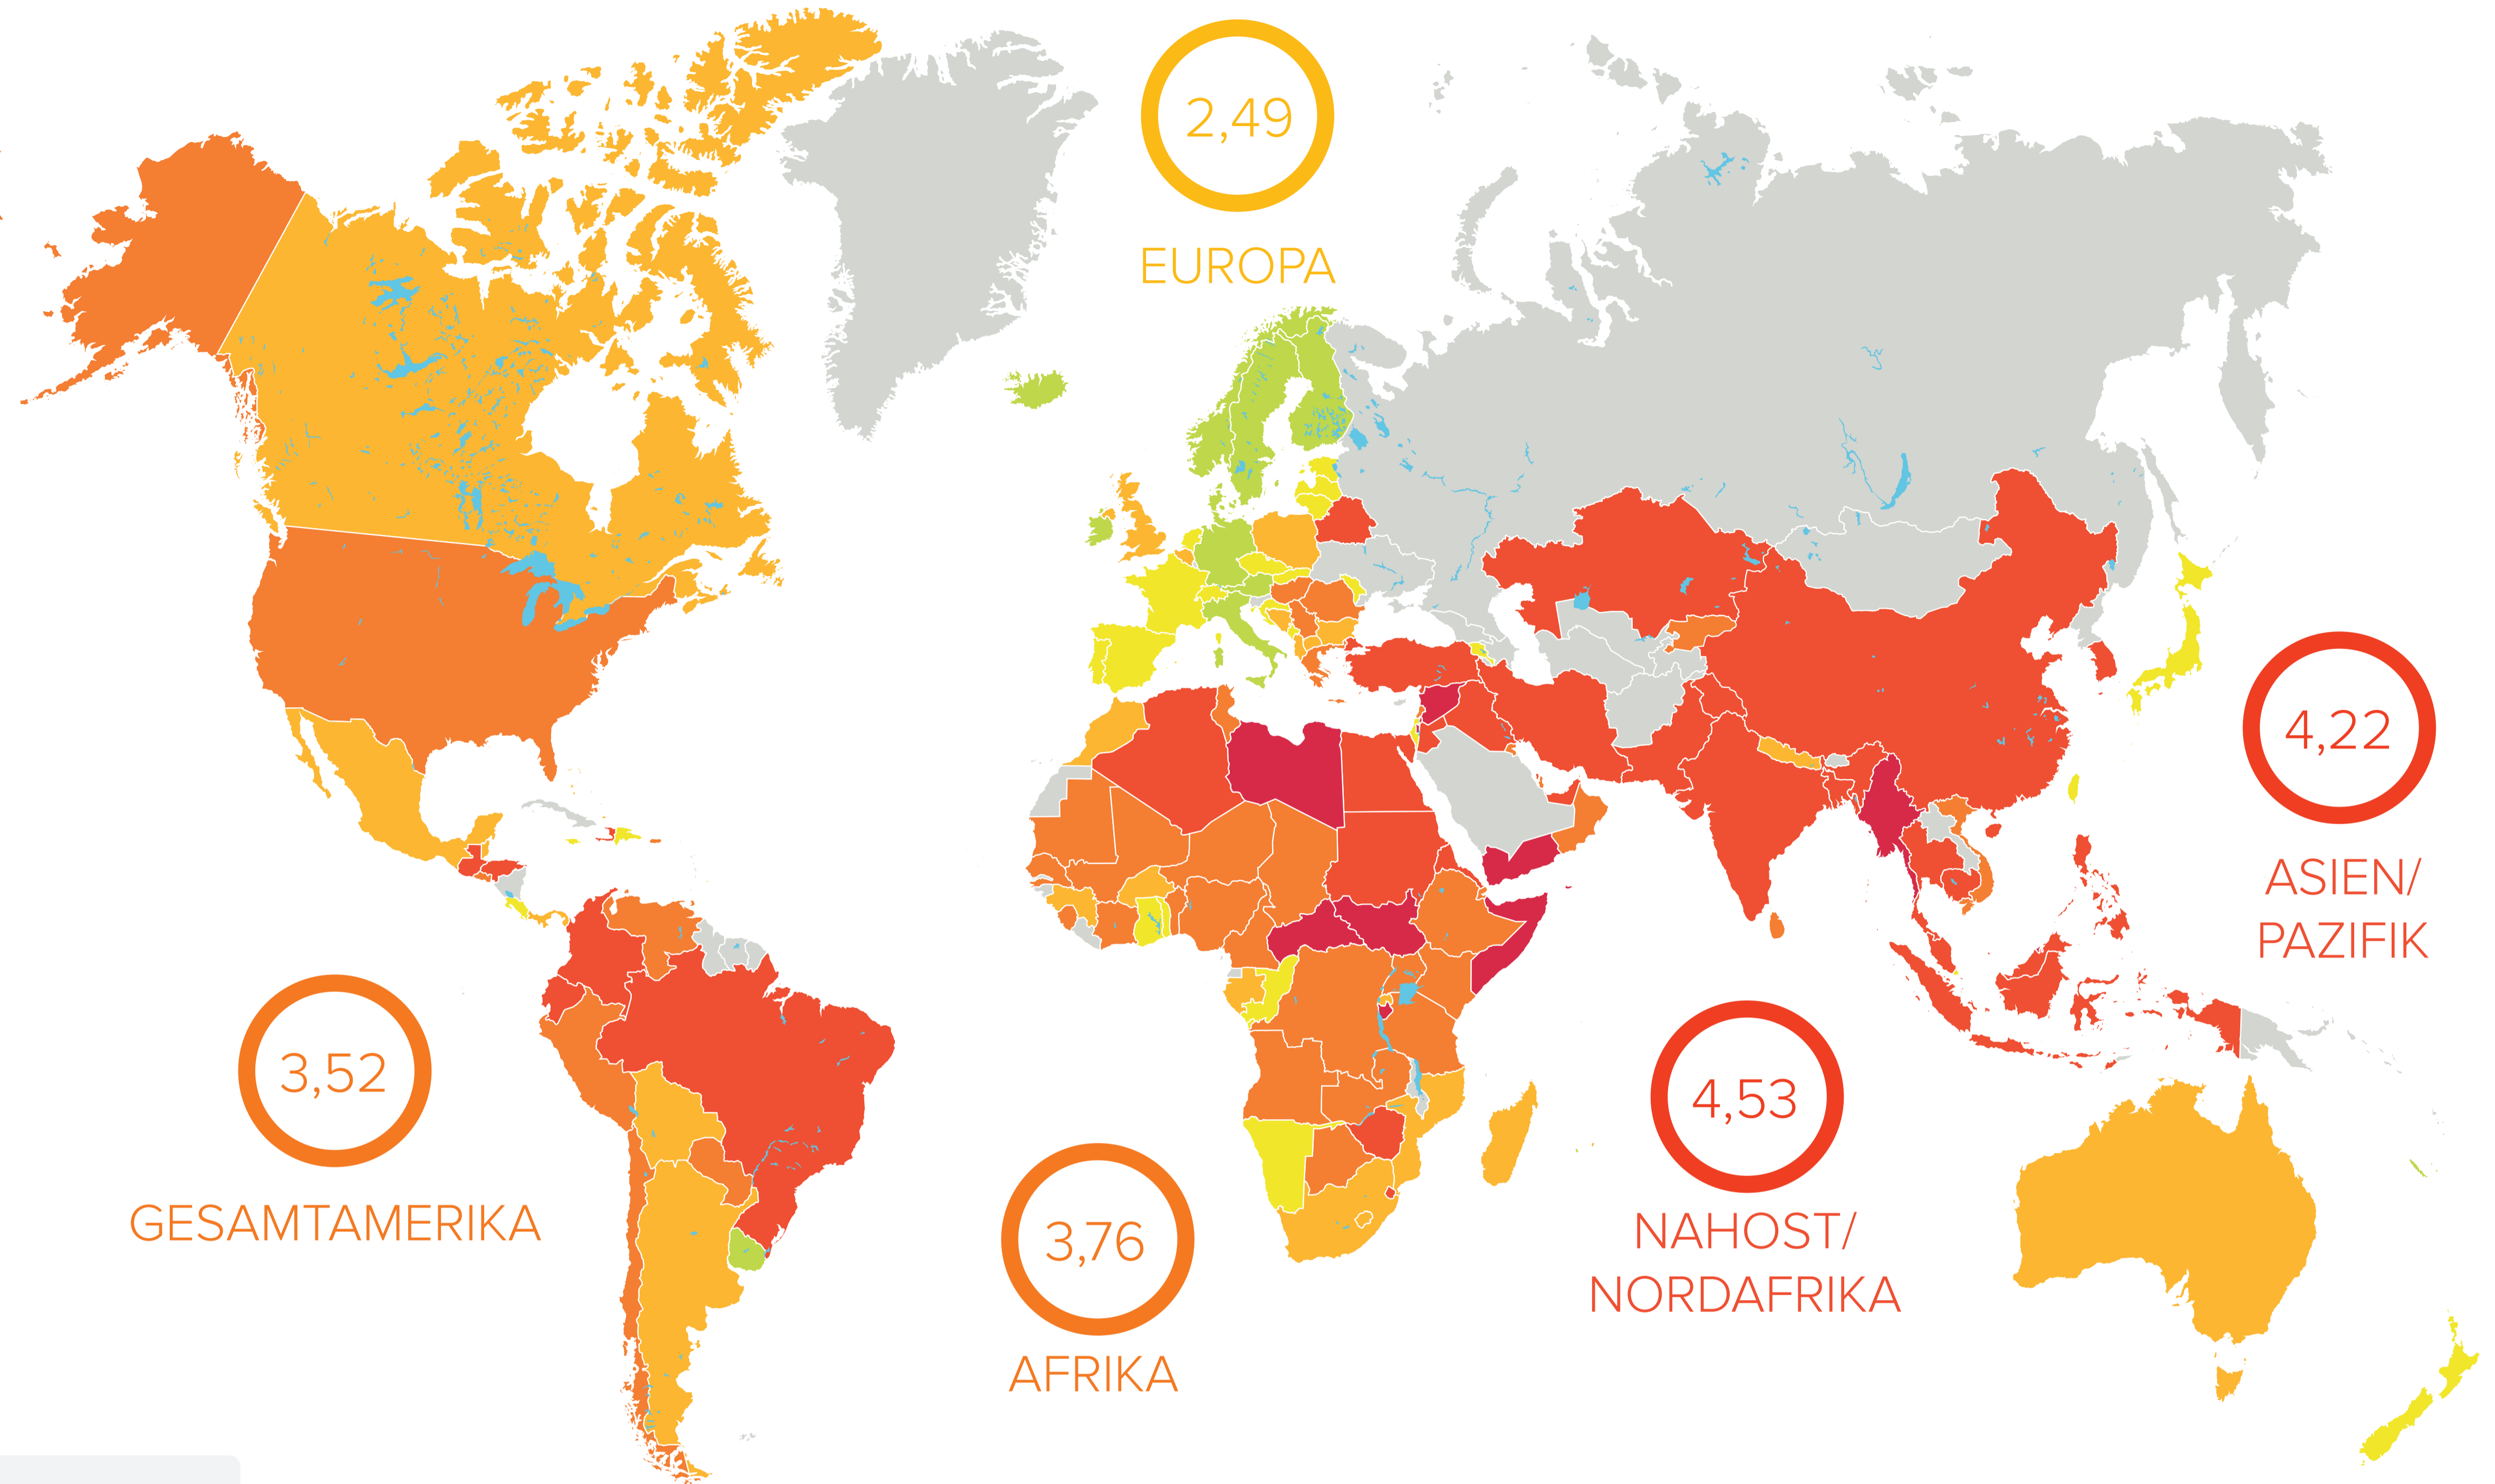 2,49
EUROPA
4,22
ASIEN/
PAZIFIK
3,52
GESAMTAMERIKA
4,53
NAHOST/
NORDAFRIKA
3,76
AFRIKA